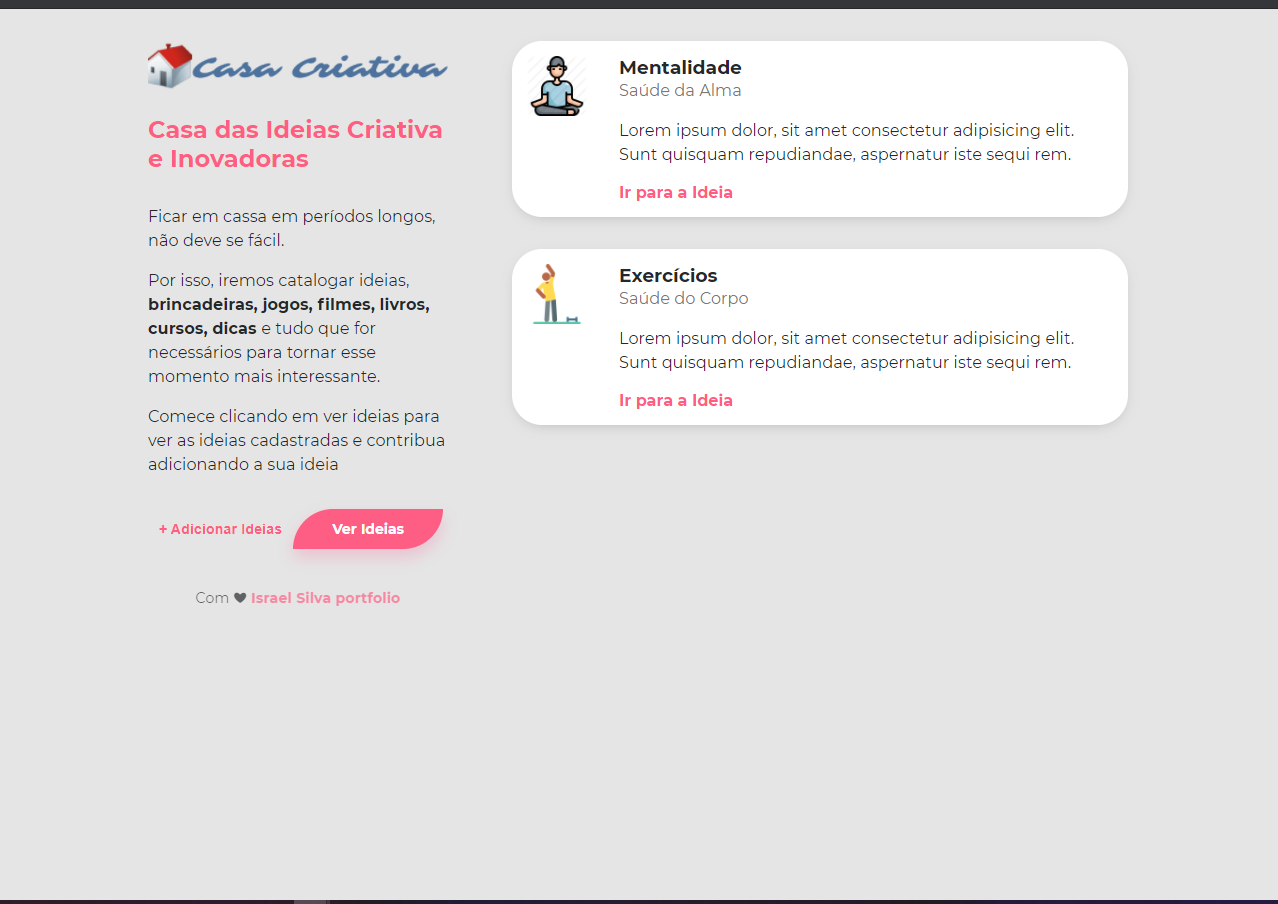 Casa Criativa
Casa das Ideias Criativa
e Inovadoras
Ficar em cassa em períodos longos,
não deve se fácil.
Por isso, iremos catalogar ideias,
brincadeiras, jogos, filmes, livros,
cursos, dicas e tudo que for
necessários para tornar esse
momento mais interessante.
Comece clicando em ver ideias para
ver as ideias cadastradas e contribua
adicionando a sua ideia
+ Adicionar Ideias
Ver Ideias
Com ♥ Israel Silva portfolio
Mentalidade
Saúde da Alma
Lorem ipsum dolor, sit amet consectetur adipisicing elit.
Sunt quisquam repudiandae, aspernatur iste sequi rem.
Ir para a Ideia
Exercícios
Saúde do Corpo
Lorem ipsum dolor, sit amet consectetur adipisicing elit.
Sunt quisquam repudiandae, aspernatur iste sequi rem.
Ir para a Ideia